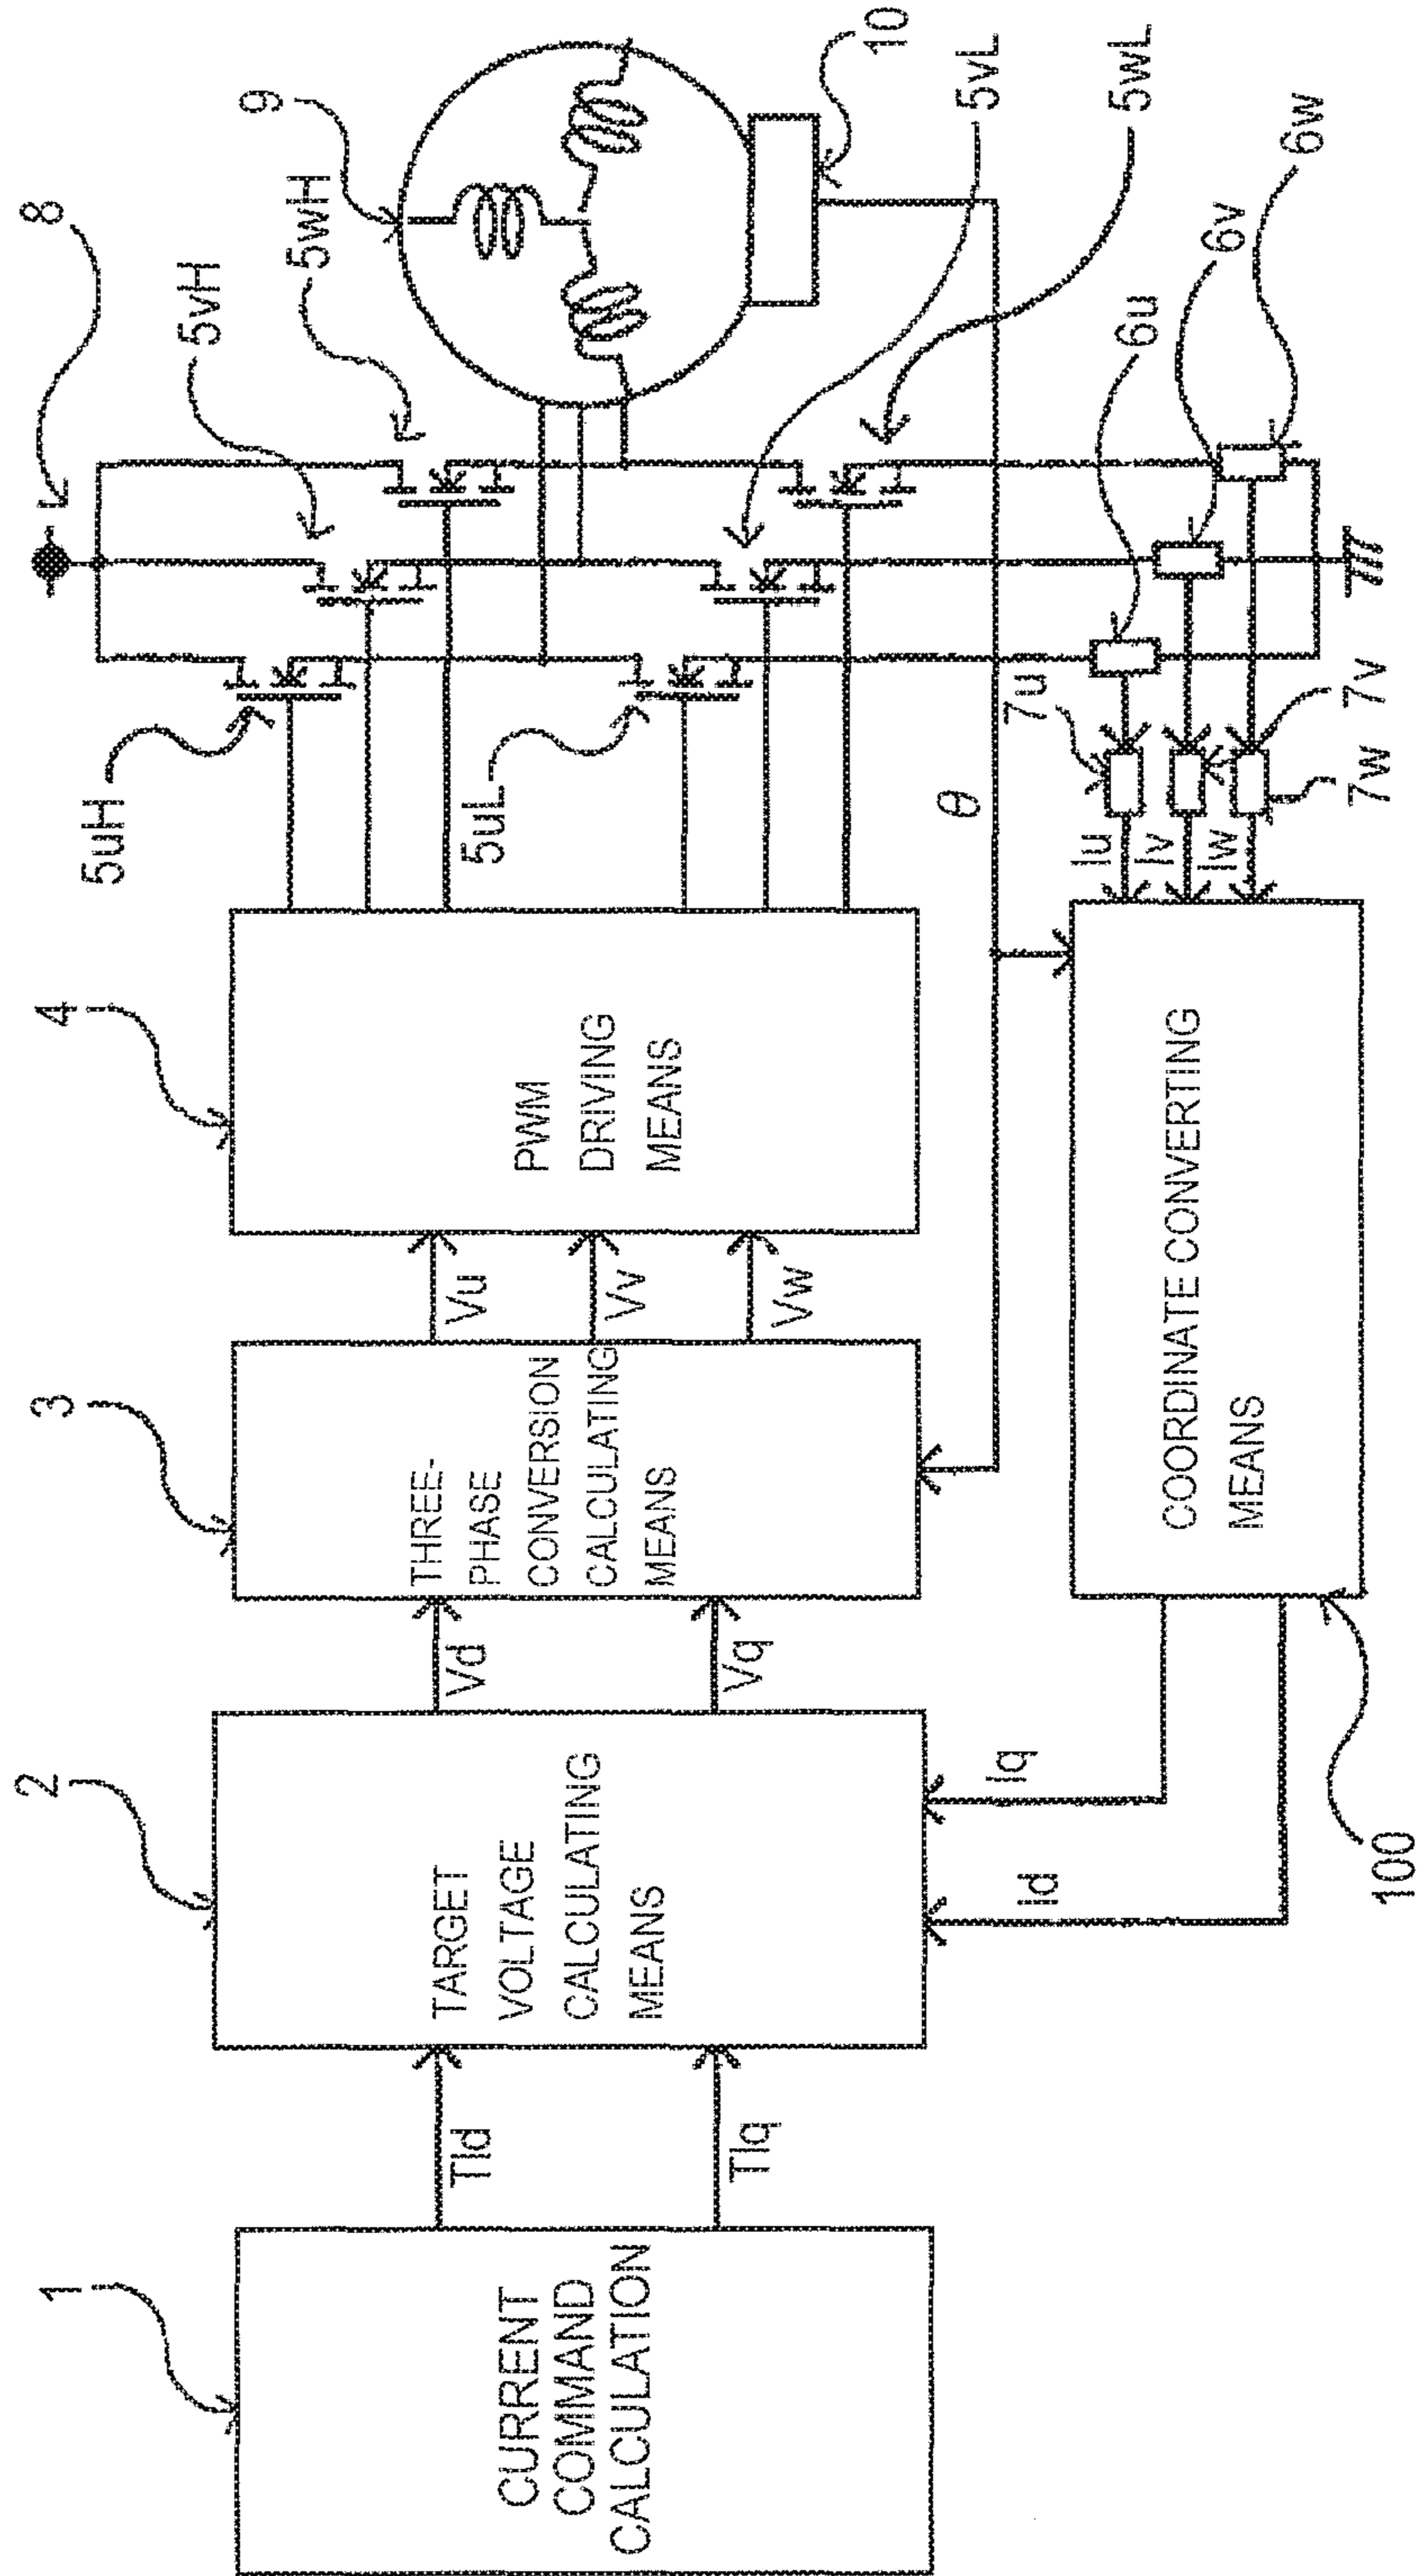 1
CURRENT
COMMAND
CALCULATION
TId
TIq
2
TARGET
VOLTAGE
CALCULATING
MEANS
Vd
Vq
Id
Iq
3
THREE-
PHASE
CONVERSION
CALCULATING
MEANS
Vu
Vv
Vw
4
PWM
DRIVING
MEANS
100
COORDINATE CONVERTING
MEANS
θ
Iu
Iv
Iw
5uH
5uL
5vH
5wH
8
9
10
5vL
5wL
6u
6v
6w
7u
7v
7w